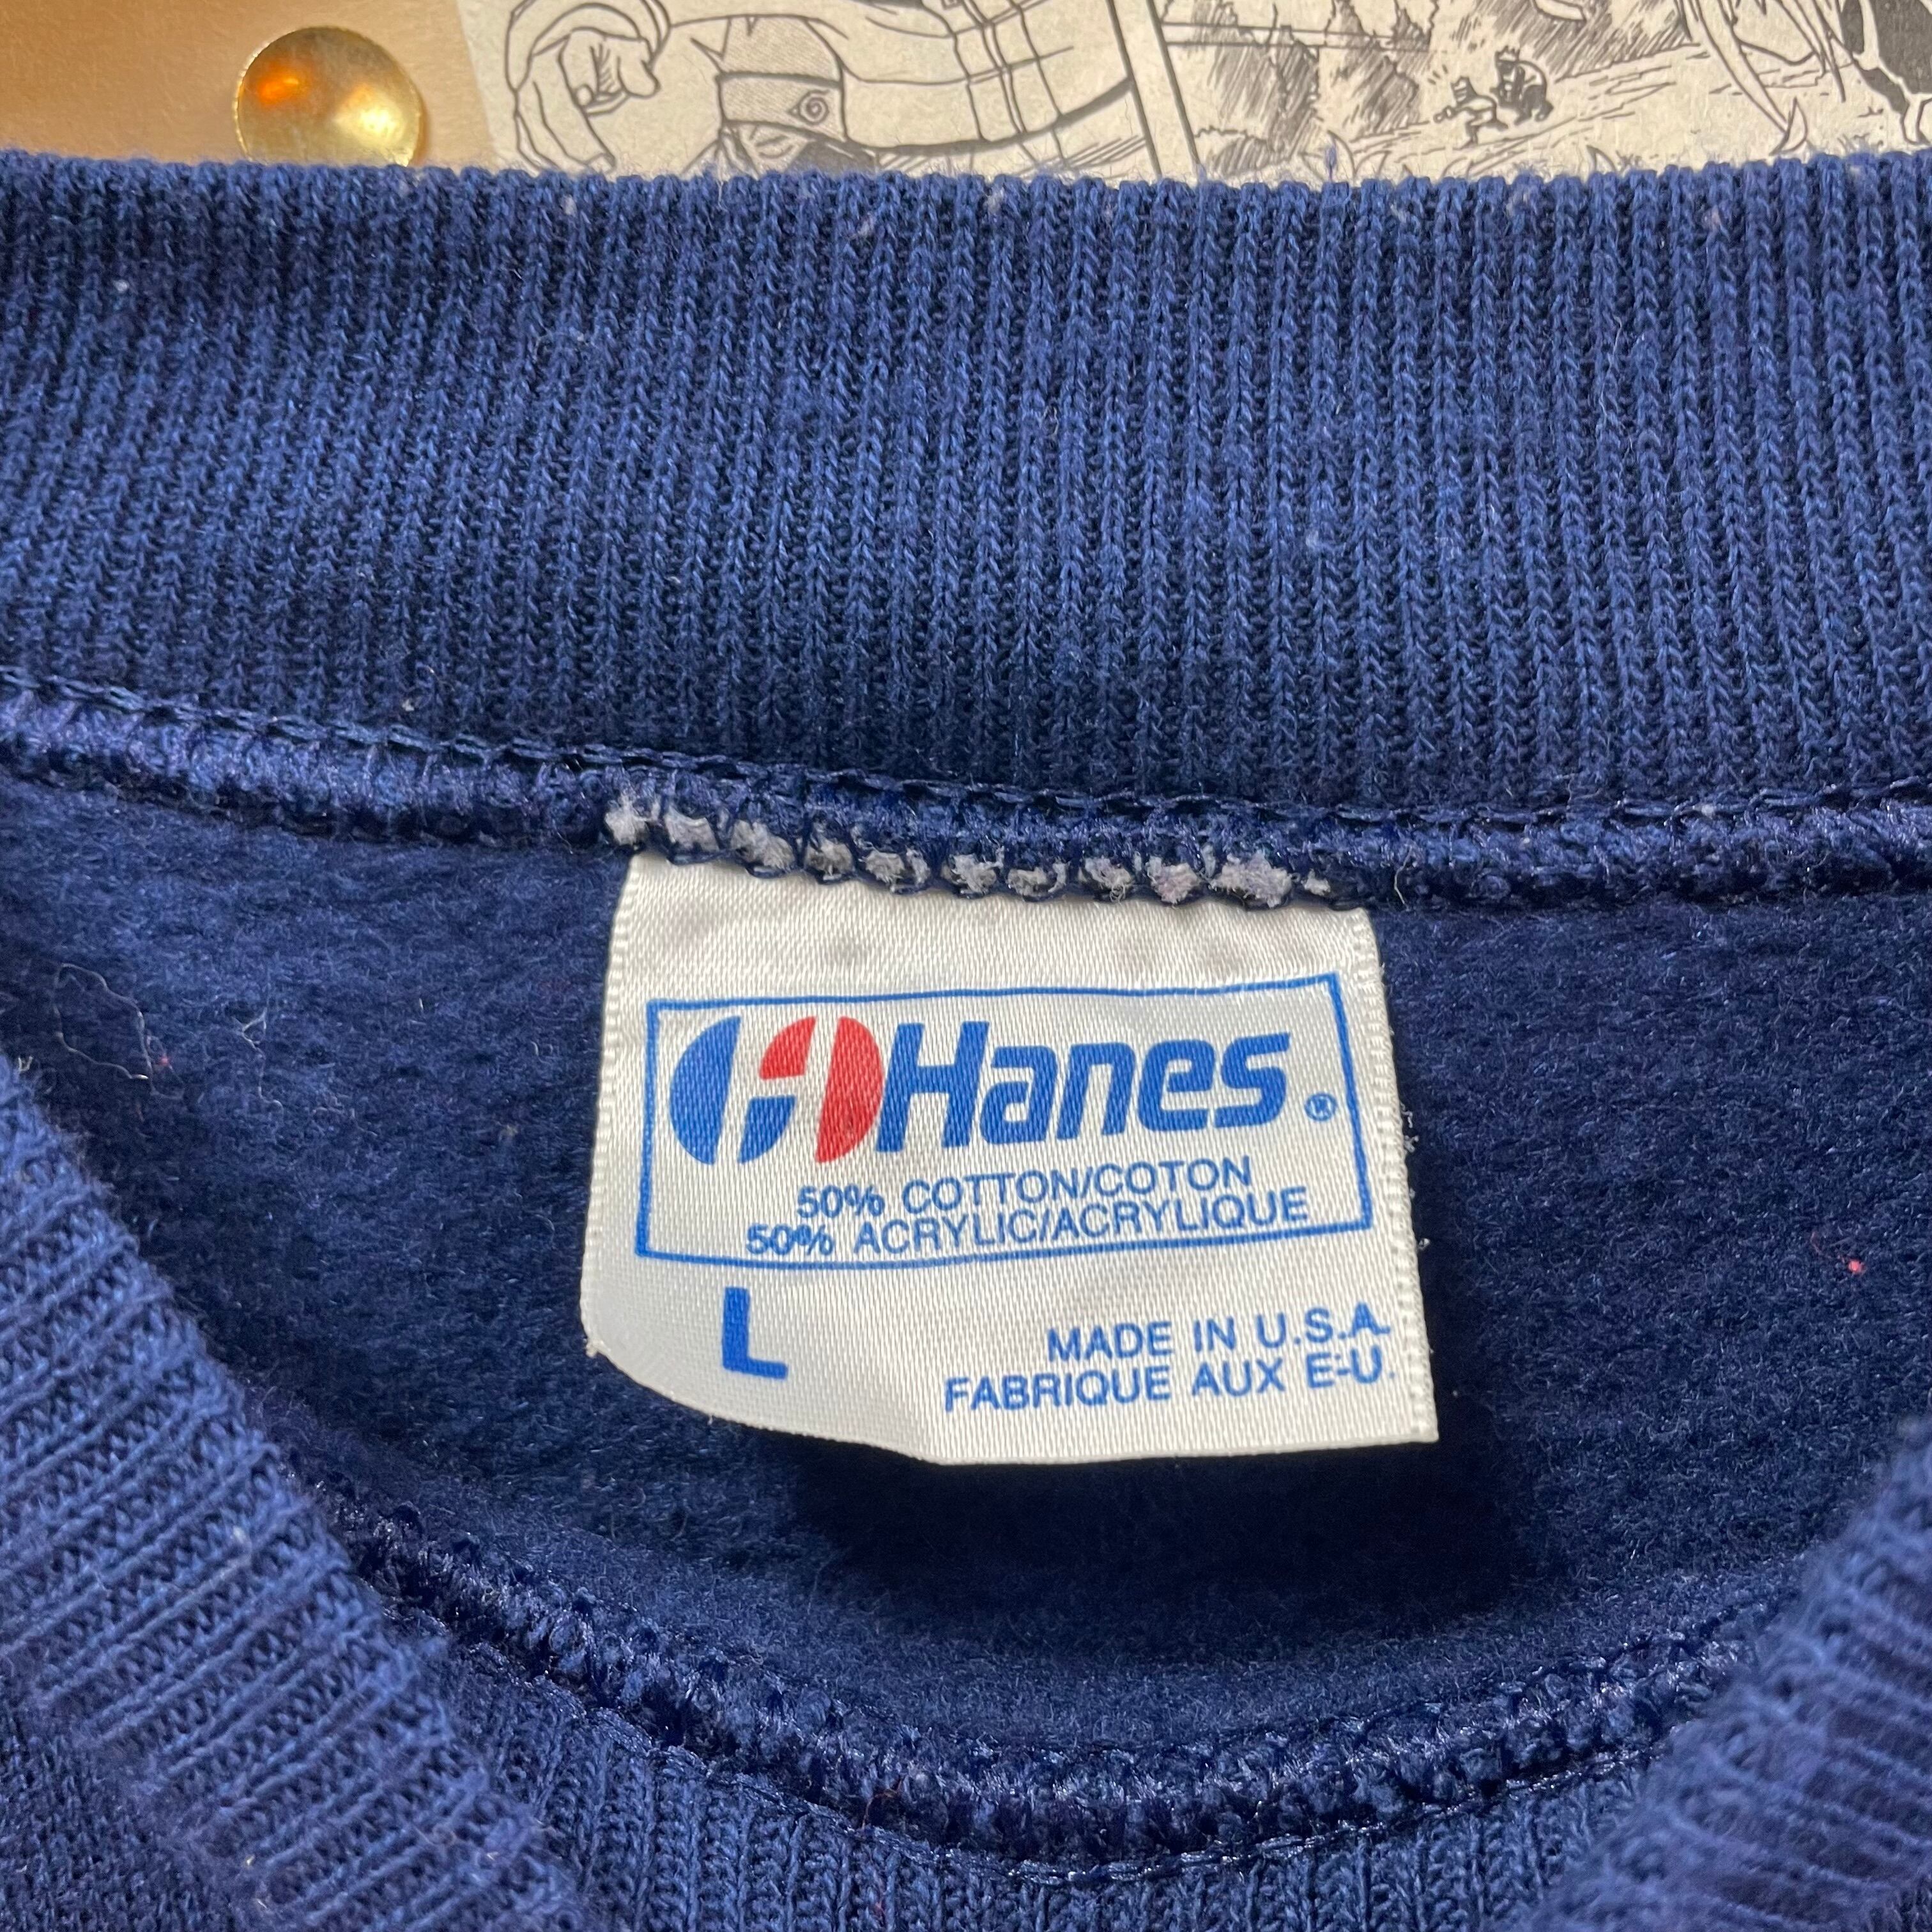 Hanes®
50% COTTON/COTON
50% ACRYLIC/ACRYLIQUE
L
MADE IN U.S.A.
FABRIQUE AUX E-U.